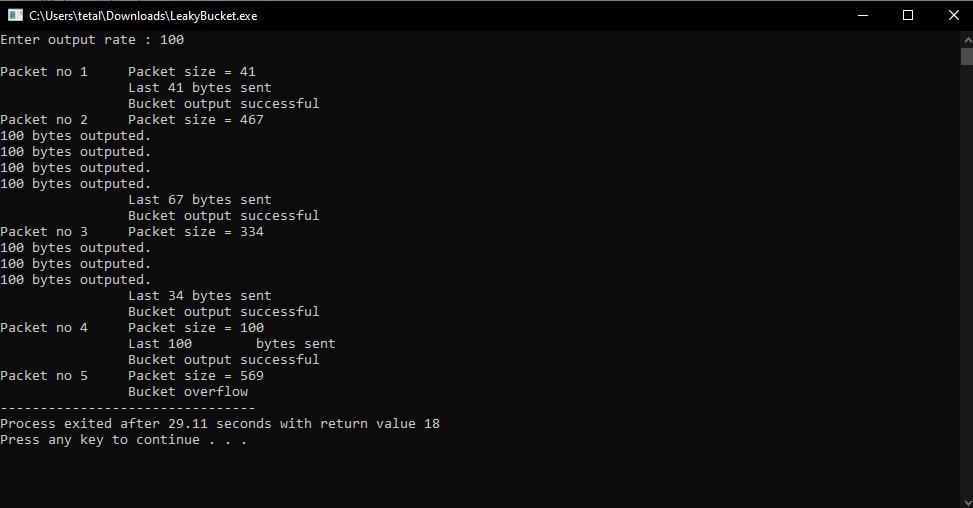 C:\Users\tetal\Downloads\LeakyBucket.exe
Enter output rate : 100
Packet no 1     Packet size = 41
                Last 41 bytes sent
                Bucket output successful
Packet no 2     Packet size = 467
100 bytes outputed.
100 bytes outputed.
100 bytes outputed.
100 bytes outputed.
                Last 67 bytes sent
                Bucket output successful
Packet no 3     Packet size = 334
100 bytes outputed.
100 bytes outputed.
100 bytes outputed.
                Last 34 bytes sent
                Bucket output successful
Packet no 4     Packet size = 100
                Last 100        bytes sent
                Bucket output successful
Packet no 5     Packet size = 569
                Bucket overflow
--------------------------------
Process exited after 29.11 seconds with return value 18
Press any key to continue . . .